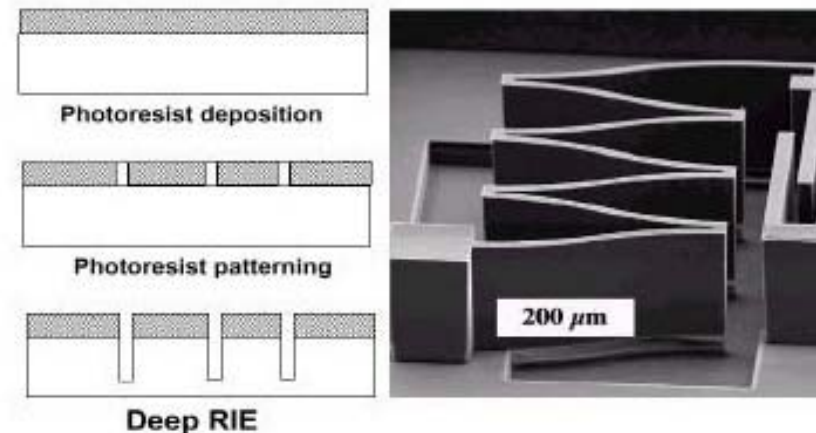 Photoresist deposition
Photoresist patterning
Deep RIE
200 µm